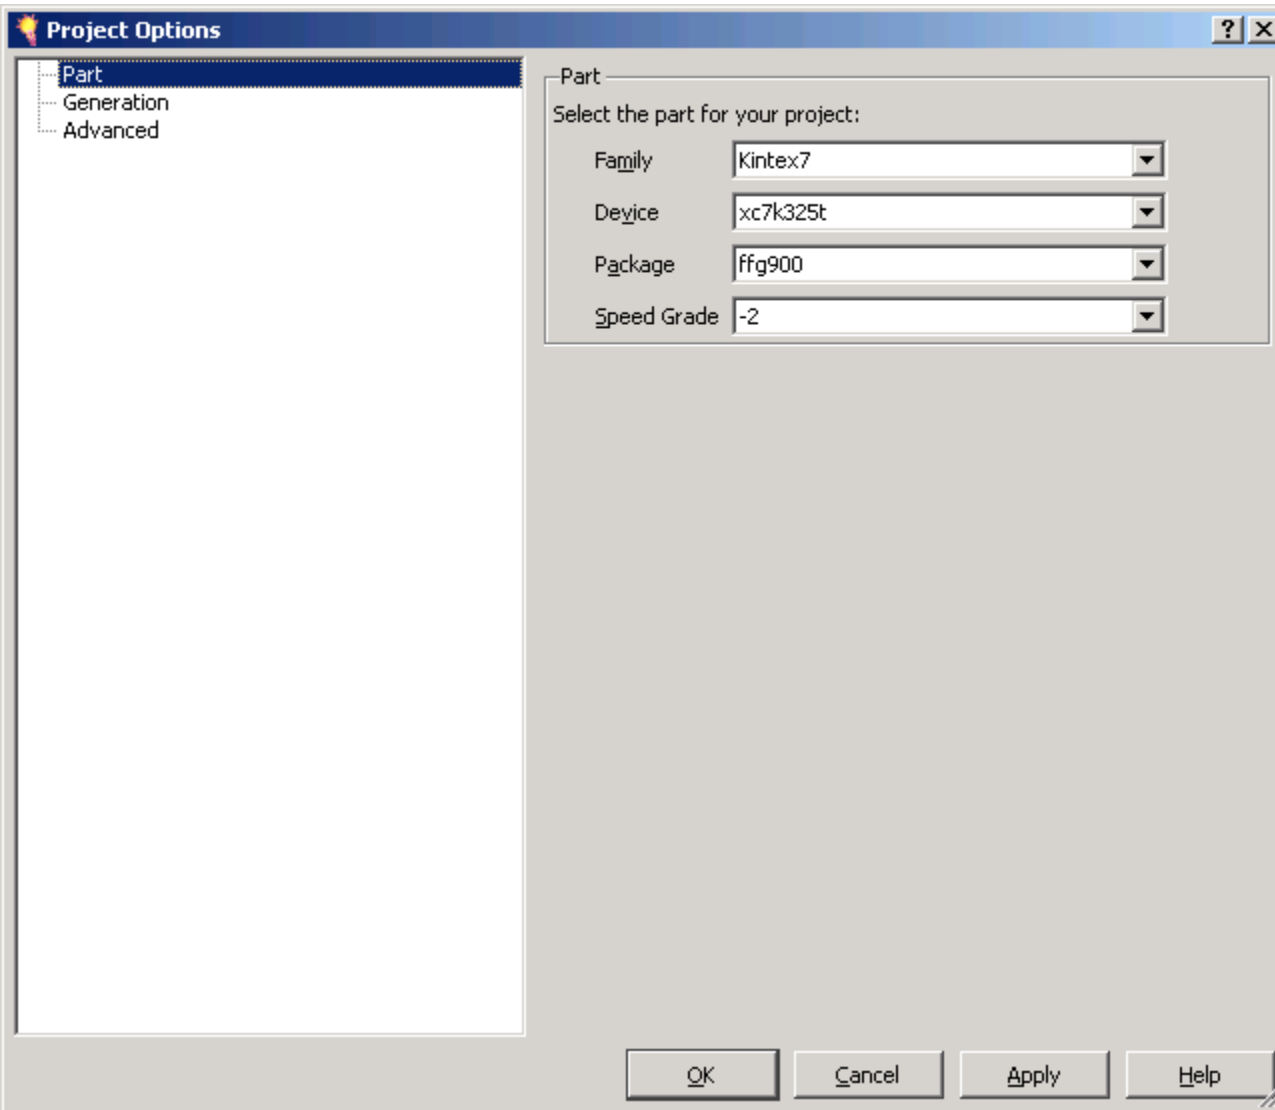 Project Options
Part
Generation
Advanced
Part
Select the part for your project:
Family Kintex7
Device xc7k325t
Package ffg900
Speed Grade -2
OK Cancel Apply Help